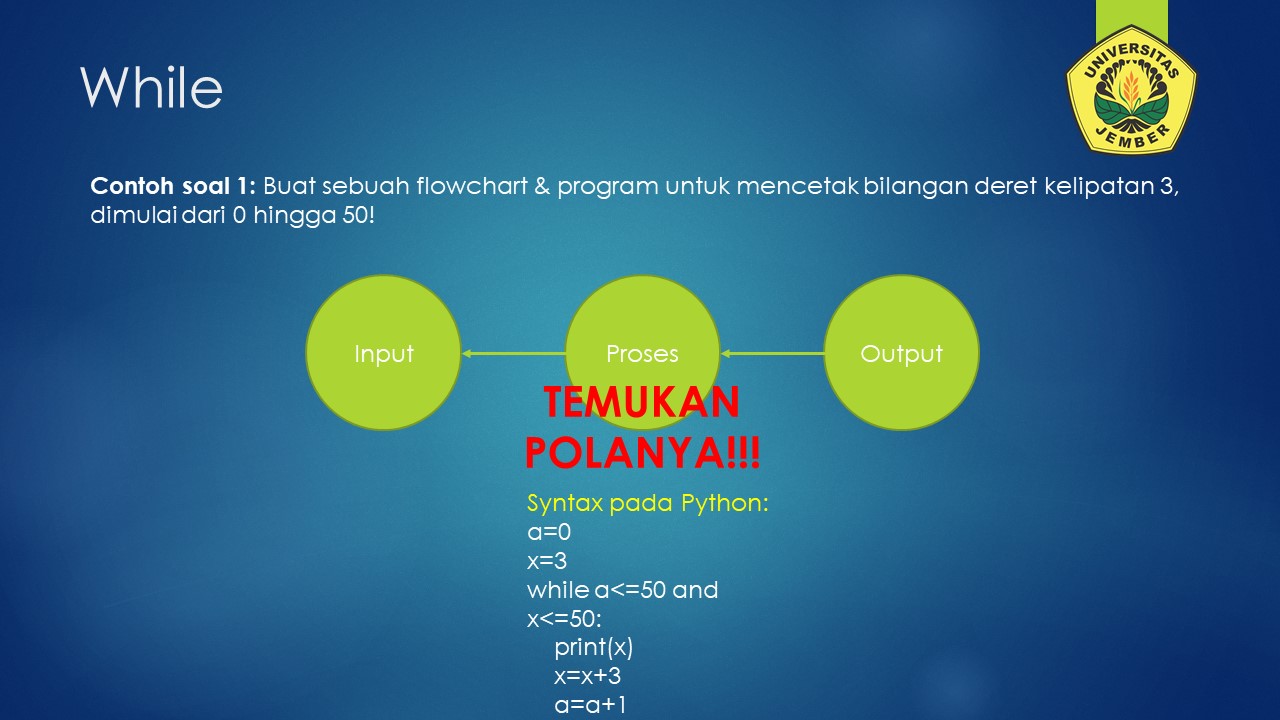 While
UNIVERSITAS
JEMBER
Contoh soal 1: Buat sebuah flowchart & program untuk mencetak bilangan deret kelipatan 3,
dimulai dari 0 hingga 50!
Input
Proses
Output
TEMUKAN
POLANYA!!!
Syntax pada Python:
a=0
x=3
while a<=50 and
x<=50:
print(x)
x=x+3
a=a+1